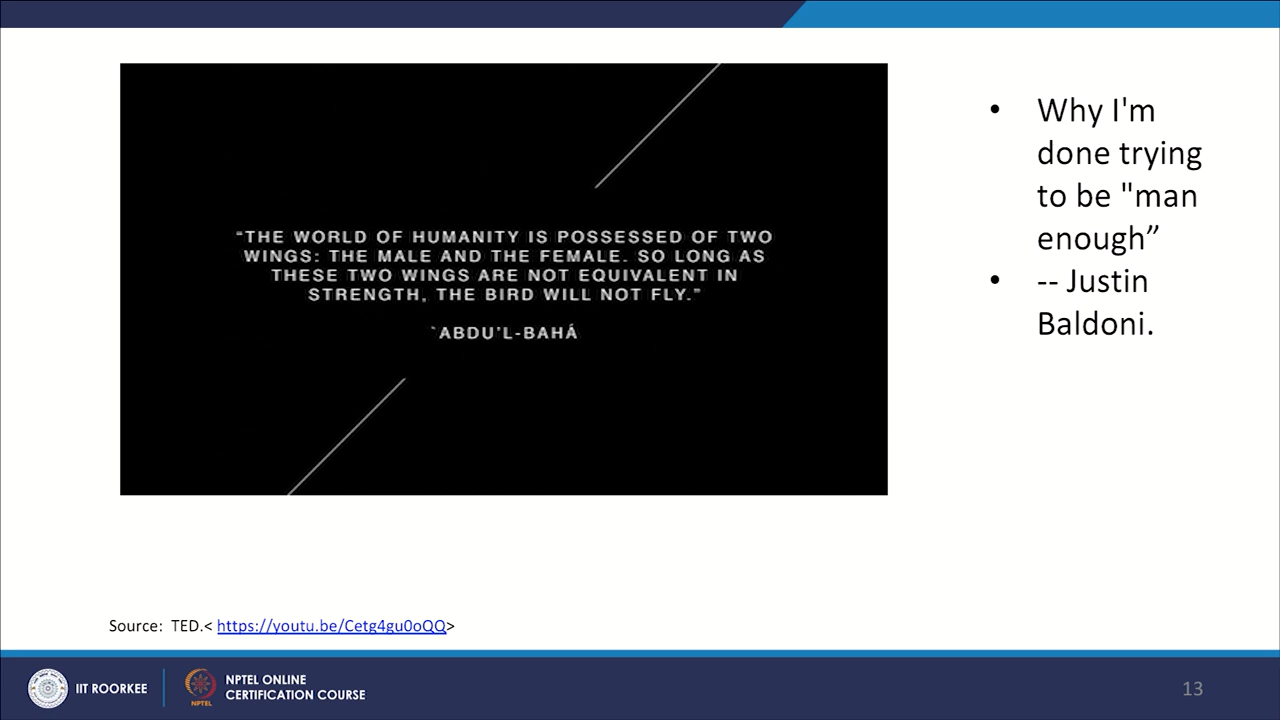 “THE WORLD OF HUMANITY IS POSSESSED OF TWO
WINGS: THE MALE AND THE FEMALE. SO LONG AS
THESE TWO WINGS ARE NOT EQUIVALENT IN
STRENGTH, THE BIRD WILL NOT FLY.”
`ABDU'L-BAHÁ
• Why I'm
done trying
to be "man
enough”
• -- Justin
Baldoni.
Source: TED.< https://youtu.be/Cetg4gu0oQQ>
IIT ROORKEE
NPTEL
NPTEL ONLINE
CERTIFICATION COURSE
13